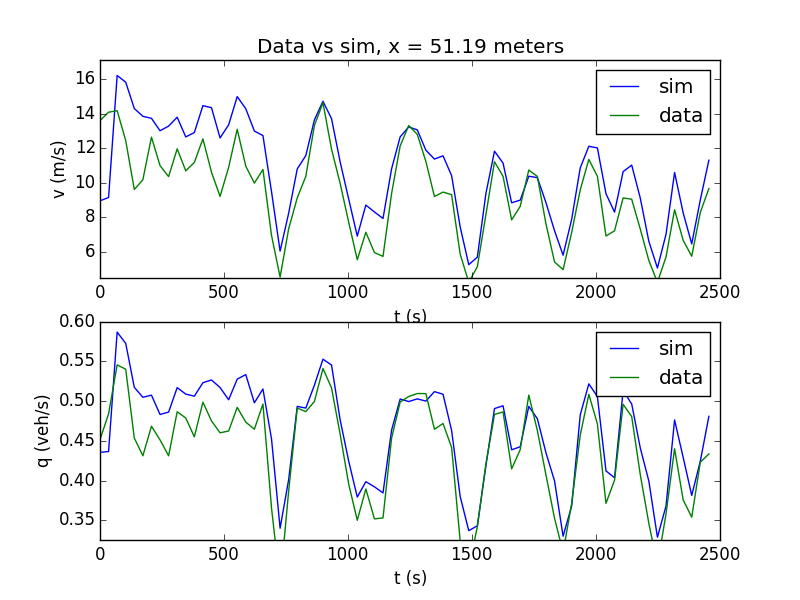 Data vs sim, x = 51.19 meters
v (m/s)
16
14
12
10
8
6
sim
data
0
500
1000
1500
2000
2500
t (s)
q (veh/s)
0.60
0.55
0.50
0.45
0.40
0.35
sim
data
0
500
1000
1500
2000
2500
t (s)